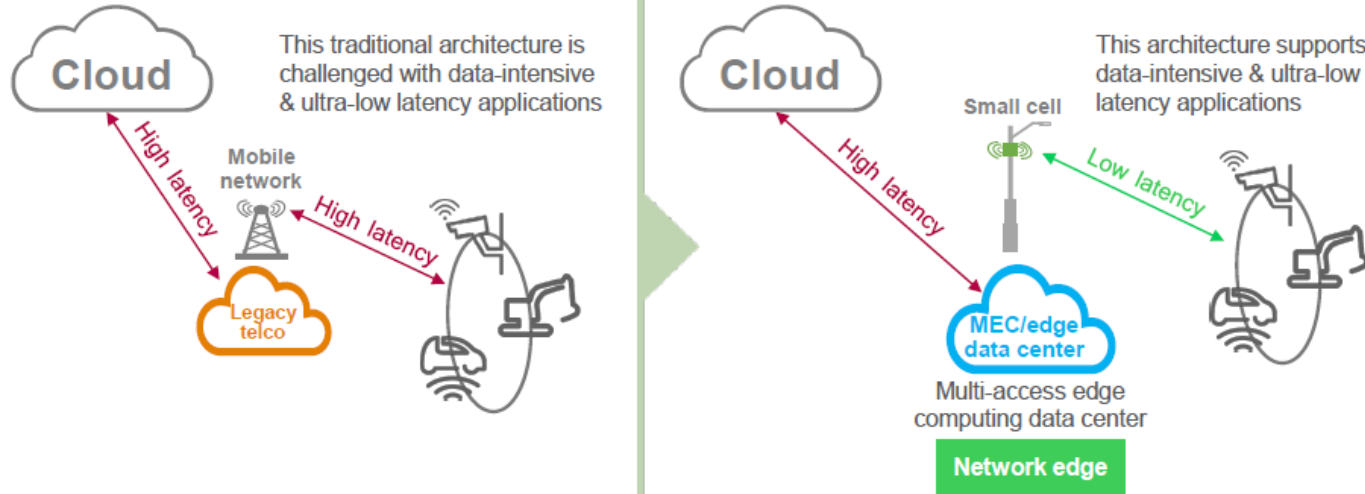 Cloud
This traditional architecture is
challenged with data-intensive
& ultra-low latency applications
High latency
Mobile
network
High latency
Legacy
telco
Cloud
This architecture supports
data-intensive & ultra-low
latency applications
Small cell
High latency
Low latency
MEC/edge
data center
Multi-access edge
computing data center
Network edge